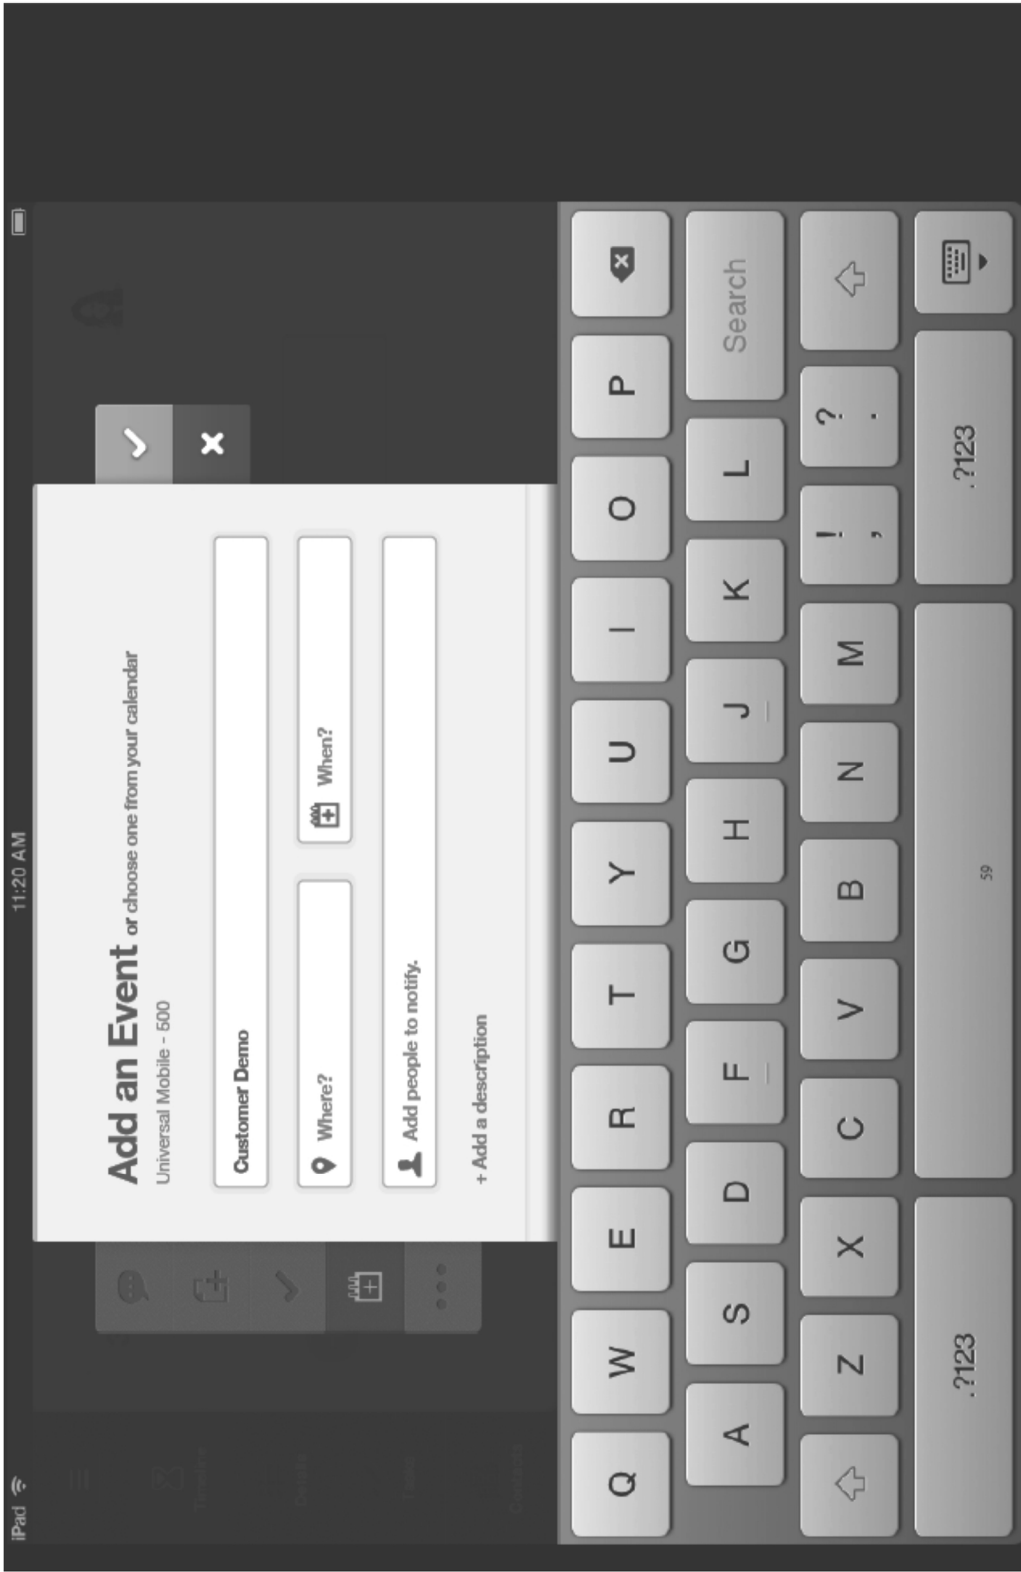 iPad 11:20 AM
Add an Event or choose one from your calendar
Universal Mobile - 500
Customer Demo
Where? When?
Add people to notify.
+ Add a description
Q W E R T Y U I O P
A S D F G H J K L Search
Z X C V B N M ! , ? .
.?123 .?123
59